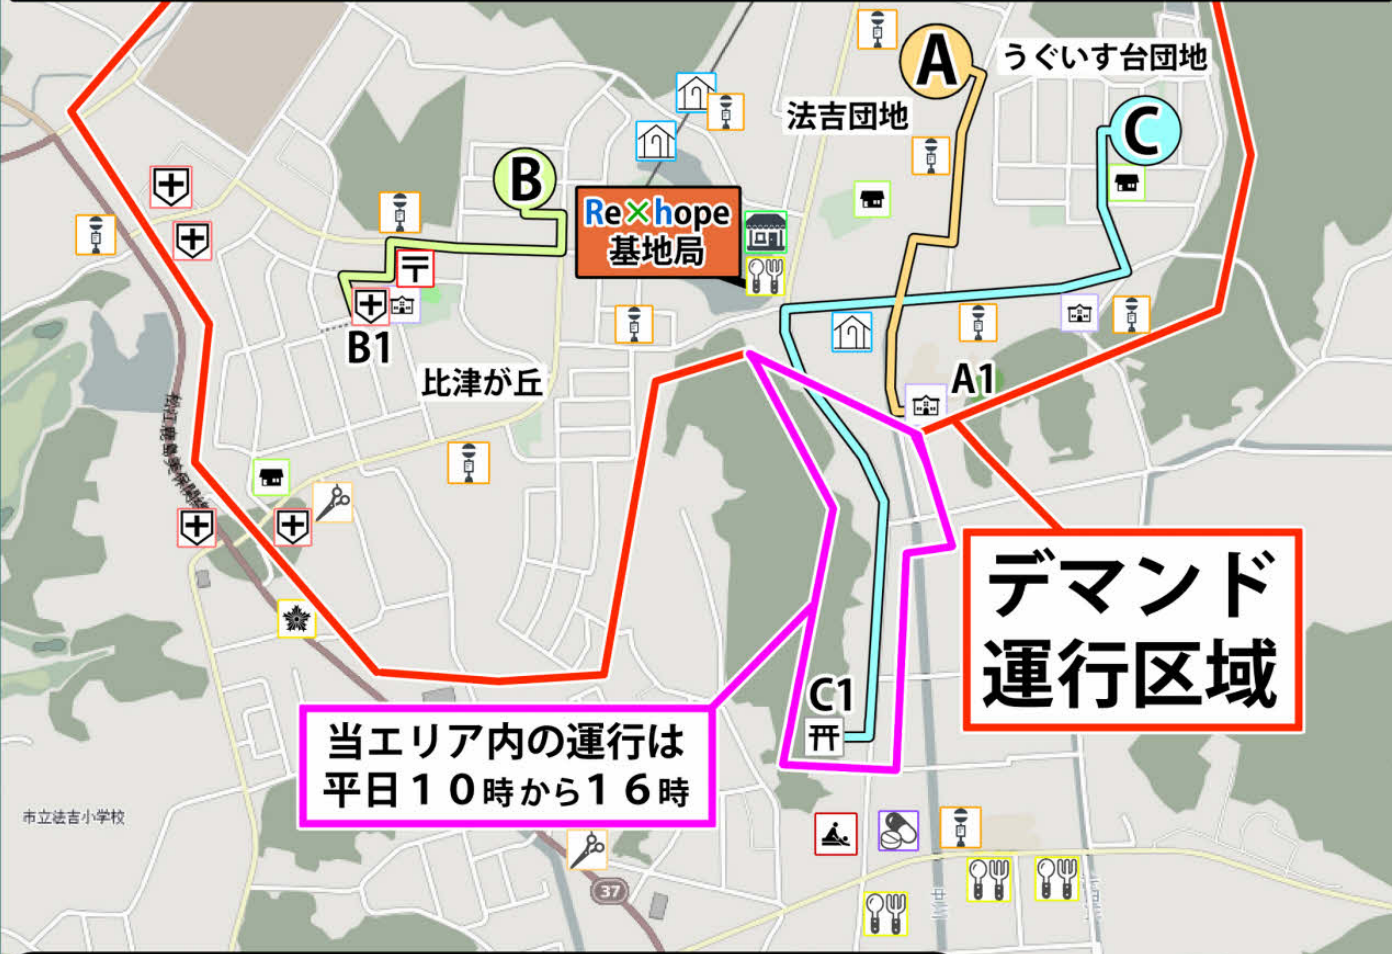 A
うぐいす台団地
法吉団地
C
B
Re×hope
基地局
〒
B1
比津が丘
A1
デマンド
運行区域
C1
当エリア内の運行は
平日１０時から１６時
市立法吉小学校
37